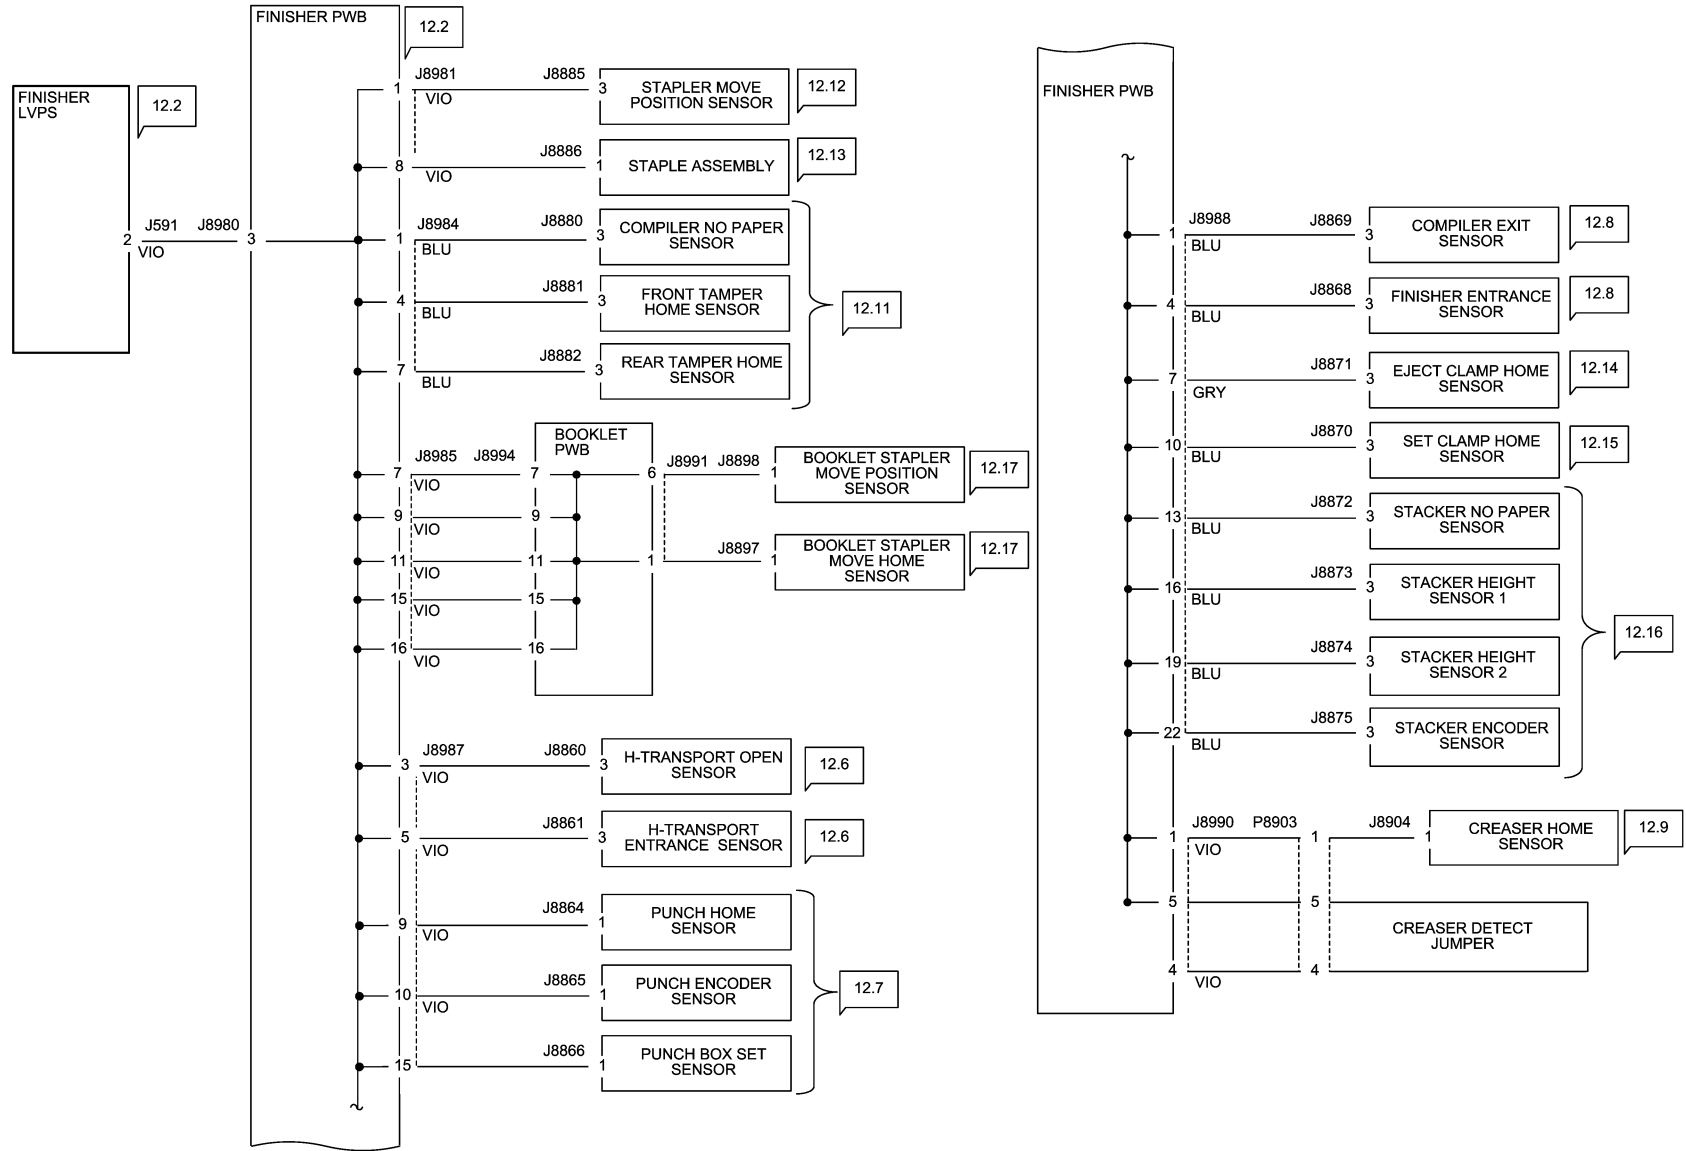 FINISHER PWB
12.2
FINISHER
LVPS
12.2
2
J591
VIO
J8980
3
1
J8981
VIO
J8885
3
STAPLER MOVE
POSITION SENSOR
12.12
8
VIO
J8886
1
STAPLE ASSEMBLY
12.13
1
J8984
BLU
J8880
3
COMPILER NO PAPER
SENSOR
4
BLU
J8881
3
FRONT TAMPER
HOME SENSOR
12.11
7
BLU
J8882
3
REAR TAMPER HOME
SENSOR
BOOKLET
PWB
7
J8985
VIO
J8994
7
6
J8991
J8898
1
BOOKLET STAPLER
MOVE POSITION
SENSOR
12.17
9
VIO
9
11
VIO
11
1
J8897
1
BOOKLET STAPLER
MOVE HOME
SENSOR
12.17
15
VIO
15
16
VIO
16
3
J8987
VIO
J8860
3
H-TRANSPORT OPEN
SENSOR
12.6
5
VIO
J8861
3
H-TRANSPORT
ENTRANCE SENSOR
12.6
9
VIO
J8864
1
PUNCH HOME
SENSOR
10
VIO
J8865
1
PUNCH ENCODER
SENSOR
12.7
15
J8866
1
PUNCH BOX SET
SENSOR
FINISHER PWB
1
J8988
BLU
J8869
3
COMPILER EXIT
SENSOR
12.8
4
BLU
J8868
3
FINISHER ENTRANCE
SENSOR
12.8
7
GRY
J8871
3
EJECT CLAMP HOME
SENSOR
12.14
10
BLU
J8870
3
SET CLAMP HOME
SENSOR
12.15
13
BLU
J8872
3
STACKER NO PAPER
SENSOR
16
BLU
J8873
3
STACKER HEIGHT
SENSOR 1
12.16
19
BLU
J8874
3
STACKER HEIGHT
SENSOR 2
22
BLU
J8875
3
STACKER ENCODER
SENSOR
1
J8990
VIO
P8903
1
J8904
1
CREASER HOME
SENSOR
12.9
5
5
CREASER DETECT
JUMPER
4
VIO
4